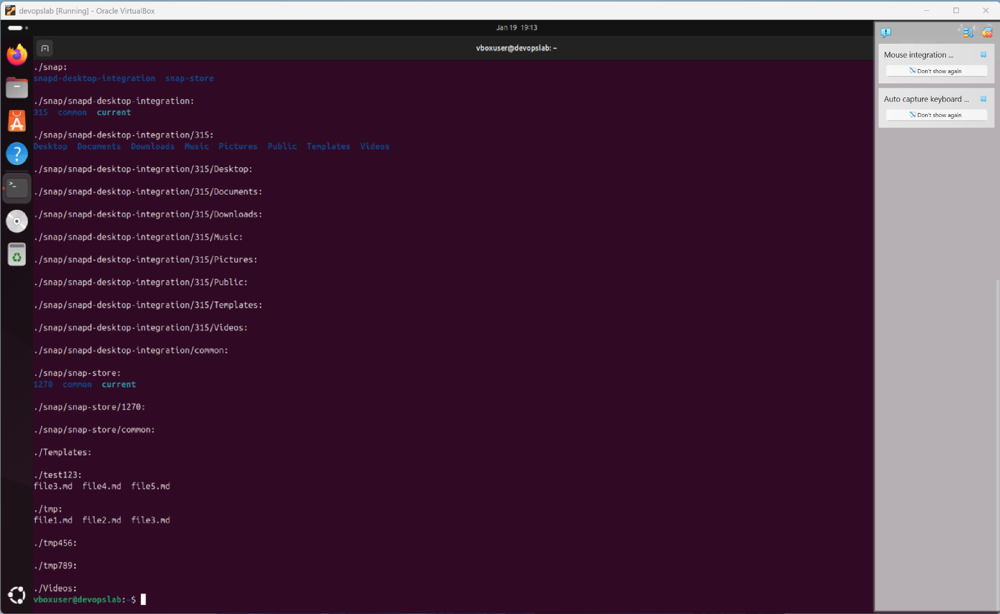 devopslab [Running] - Oracle VirtualBox
Jan 19 19:13
vboxuser@devopslab: ~
./snap:
snapd-desktop-integration snap-store
./snap/snapd-desktop-integration:
315 common current
./snap/snapd-desktop-integration/315:
Desktop Documents Downloads Music Pictures Public Templates Videos
./snap/snapd-desktop-integration/315/Desktop:
./snap/snapd-desktop-integration/315/Documents:
./snap/snapd-desktop-integration/315/Downloads:
./snap/snapd-desktop-integration/315/Music:
./snap/snapd-desktop-integration/315/Pictures:
./snap/snapd-desktop-integration/315/Public:
./snap/snapd-desktop-integration/315/Templates:
./snap/snapd-desktop-integration/315/Videos:
./snap/snapd-desktop-integration/common:
./snap/snap-store:
1270 common current
./snap/snap-store/1270:
./snap/snap-store/common:
./Templates:
./test123:
file3.md file4.md file5.md
./tmp:
file1.md file2.md file3.md
./tmp456:
./tmp789:
./Videos:
vboxuser@devopslab:~$
Mouse integration ...
Don't show again
Auto capture keyboard ...
Don't show again